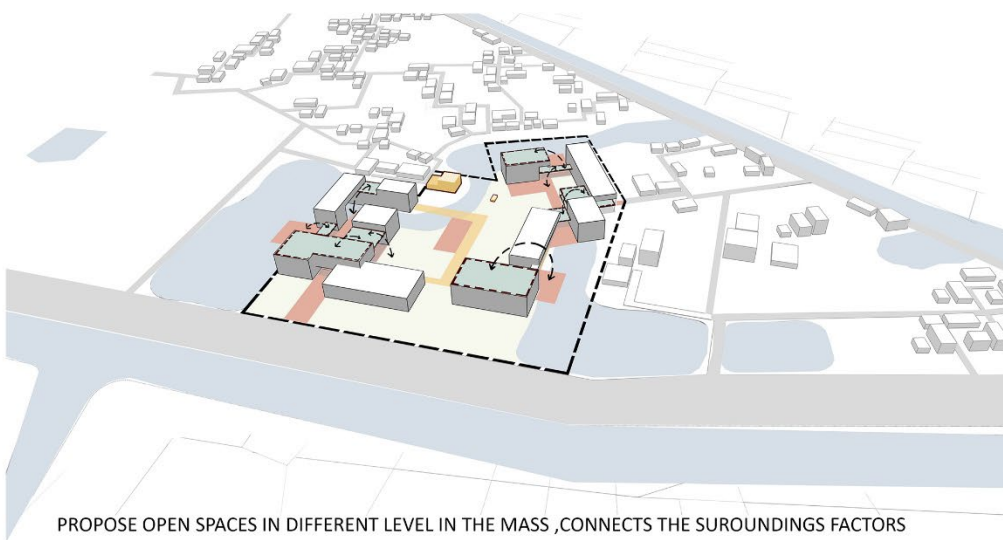 PROPOSE OPEN SPACES IN DIFFERENT LEVEL IN THE MASS ,CONNECTS THE SUROUNDINGS FACTORS